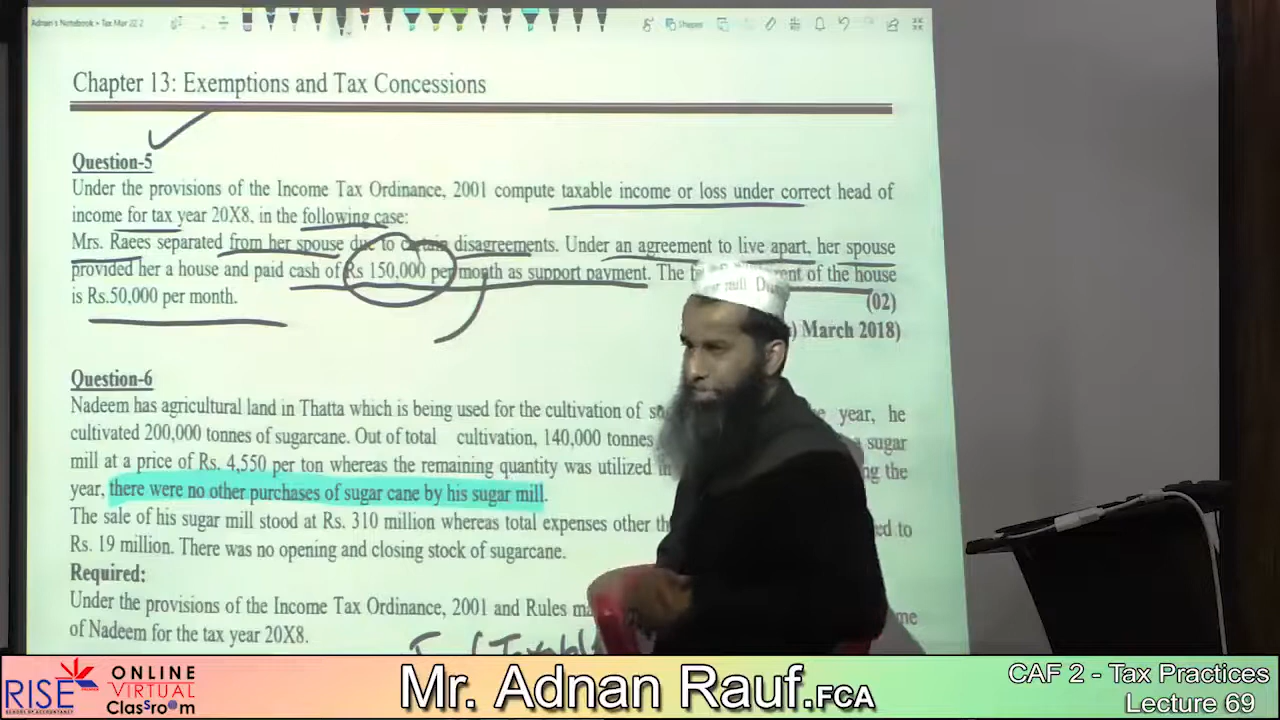 Adnan's Notebook » Tax Mar 22 2
Shapes
Chapter 13: Exemptions and Tax Concessions
Question-5
Under the provisions of the Income Tax Ordinance, 2001 compute taxable income or loss under correct head of
income for tax year 20X8, in the following case:
Mrs. Raees separated from her spouse due to certain disagreements. Under an agreement to live apart, her spouse
provided her a house and paid cash of Rs 150,000 per month as support payment. The of the house
is Rs.50,000 per month.
(02)
March 2018)
Question-6
Nadeem has agricultural land in Thatta which is being used for the cultivation of year, he
cultivated 200,000 tonnes of sugarcane. Out of total cultivation, 140,000 tonnes a sugar
mill at a price of Rs. 4,550 per ton whereas the remaining quantity was utilized the
year, there were no other purchases of sugar cane by his sugar mill.
The sale of his sugar mill stood at Rs. 310 million whereas total expenses other to
Rs. 19 million. There was no opening and closing stock of sugarcane.
Required:
Under the provisions of the Income Tax Ordinance, 2001 and Rules
of Nadeem for the tax year 20X8.
RISE
SCHOOL OF ACCOUNTANCY
ONLINE
VIRTUAL
Classroom
Mr. Adnan Rauf.FCA
CAF 2 - Tax Practices
Lecture 69